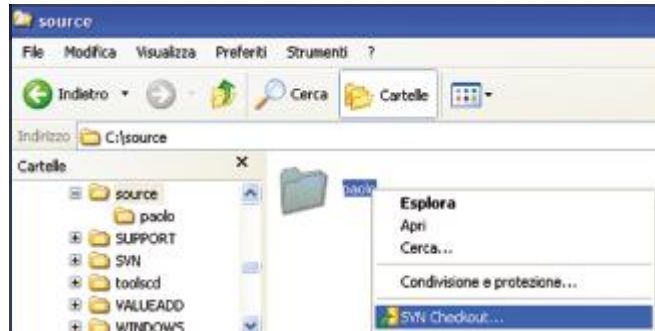 source
File Modifica Visualizza Preferiti Strumenti ?
Indietro Cerca Cartelle
Indirizzo C:\source
Cartelle x
source
paolo
SUPPORT
SVN
toolscd
VALUEADD
WINDOWS
paolo
Esplora
Apri
Cerca...
Condivisione e protezione...
SVN Checkout...